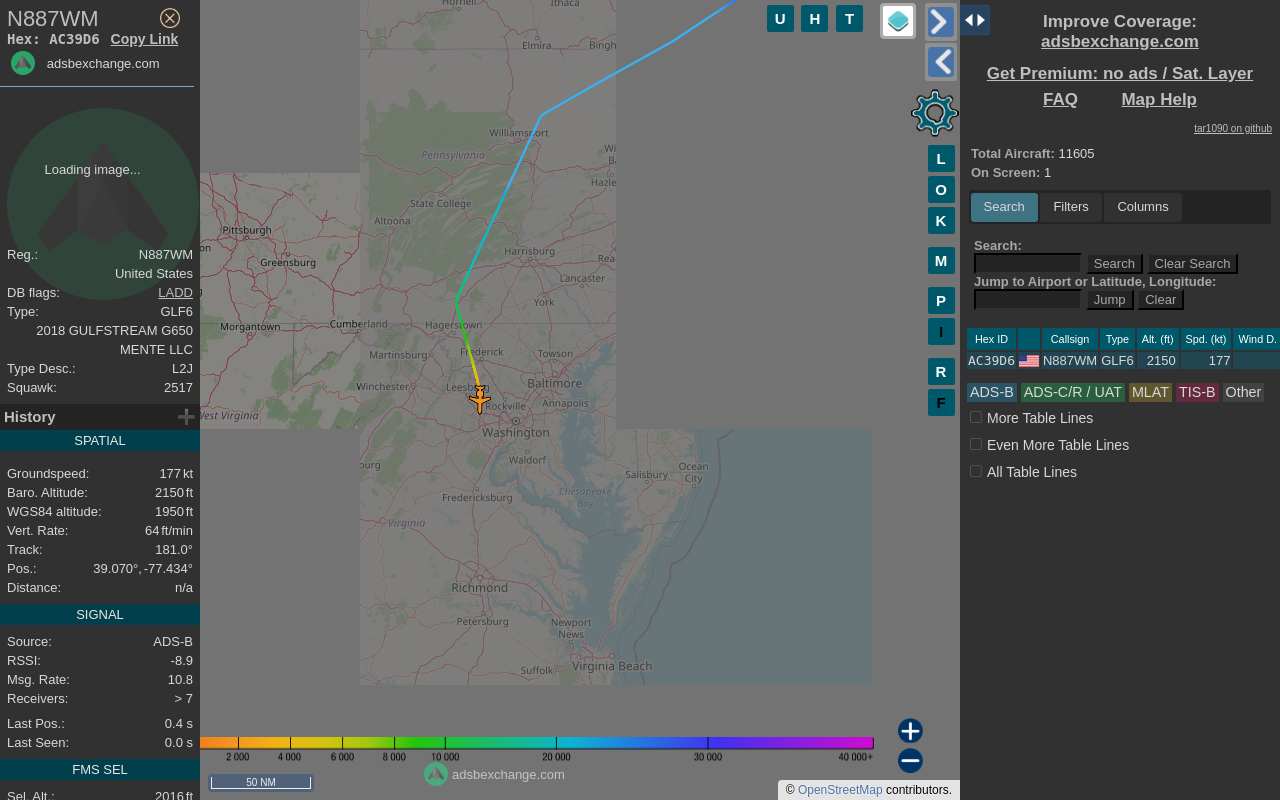 N887WM
Hex: AC39D6 Copy Link
adsbexchange.com
Loading image...
Reg.: N887WM
United States
DB flags: LADD
Type: GLF6
2018 GULFSTREAM G650
MENTE LLC
Type Desc.: L2J
Squawk: 2517
History
SPATIAL
Groundspeed: 177 kt
Baro. Altitude: 2150 ft
WGS84 altitude: 1950 ft
Vert. Rate: 64 ft/min
Track: 181.0°
Pos.: 39.070°, -77.434°
Distance: n/a
SIGNAL
Source: ADS-B
RSSI: -8.9
Msg. Rate: 10.8
Receivers: > 7
Last Pos.: 0.4 s
Last Seen: 0.0 s
FMS SEL
Sel. Alt.: 2016 ft
Hornell
Ithaca
Elmira
Bingh
Williamsport
Pennsylvania
Hazle
State College
Altoona
Pittsburgh
Greensburg
Harrisburg
Rea
Lancaster
York
Morgantown
Cumberland
Hagerstown
Martinsburg
Frederick
Towson
Winchester
Leesburg
Baltimore
Rockville
Annapolis
West Virginia
Washington
Waldorf
burg
Salisbury
Ocean
City
Fredericksburg
Chesapeake
Bay
Virginia
Richmond
Petersburg
Newport
News
Suffolk
Virginia Beach
U H T
L
O
K
M
P
I
R
F
2 000 4 000 6 000 8 000 10 000 20 000 30 000 40 000+
50 NM
adsbexchange.com
© OpenStreetMap contributors.
Improve Coverage:
adsbexchange.com
Get Premium: no ads / Sat. Layer
FAQ Map Help
tar1090 on github
Total Aircraft: 11605
On Screen: 1
Search Filters Columns
Search:
Search Clear Search
Jump to Airport or Latitude, Longitude:
Jump Clear
Hex ID Callsign Type Alt. (ft) Spd. (kt) Wind D.
AC39D6 N887WM GLF6 2150 177
ADS-B ADS-C/R / UAT MLAT TIS-B Other
More Table Lines
Even More Table Lines
All Table Lines